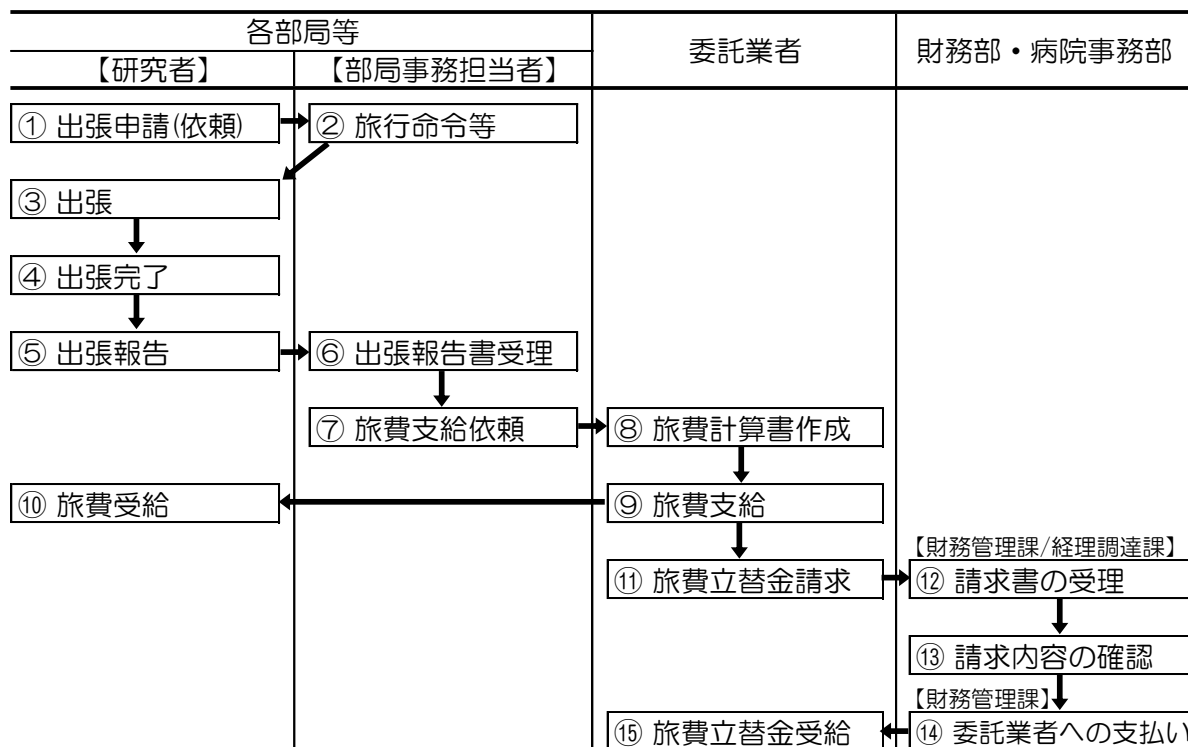 各部局等
委託業者
財務部・病院事務部
【研究者】
【部局事務担当者】
① 出張申請(依頼)
② 旅行命令等
③ 出張
④ 出張完了
⑤ 出張報告
⑥ 出張報告書受理
⑦ 旅費支給依頼
⑧ 旅費計算書作成
⑩ 旅費受給
⑨ 旅費支給
【財務管理課/経理調達課】
⑪ 旅費立替金請求
⑫ 請求書の受理
⑬ 請求内容の確認
【財務管理課】
⑮ 旅費立替金受給
⑭ 委託業者への支払い